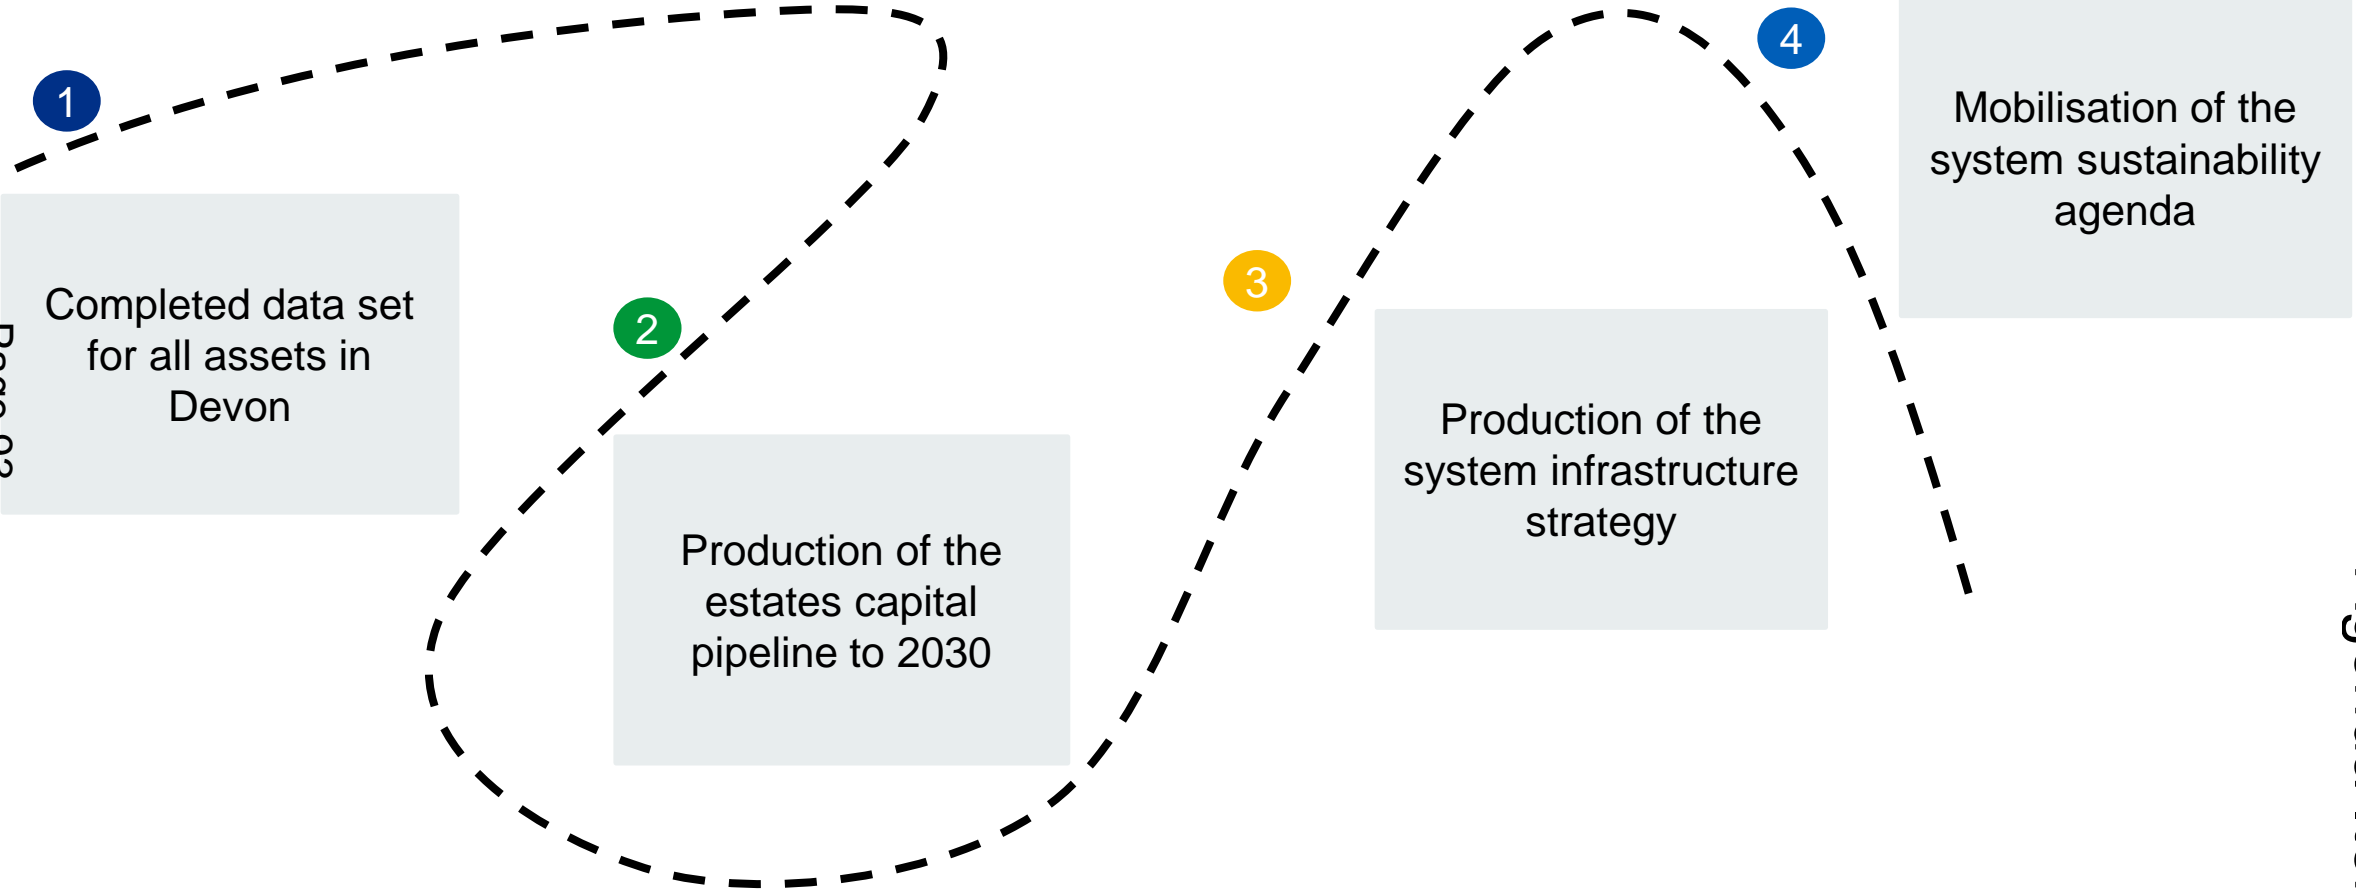 1
Completed data set
for all assets in
Devon
2
Production of the
estates capital
pipeline to 2030
3
Production of the
system infrastructure
strategy
4
Mobilisation of the
system sustainability
agenda